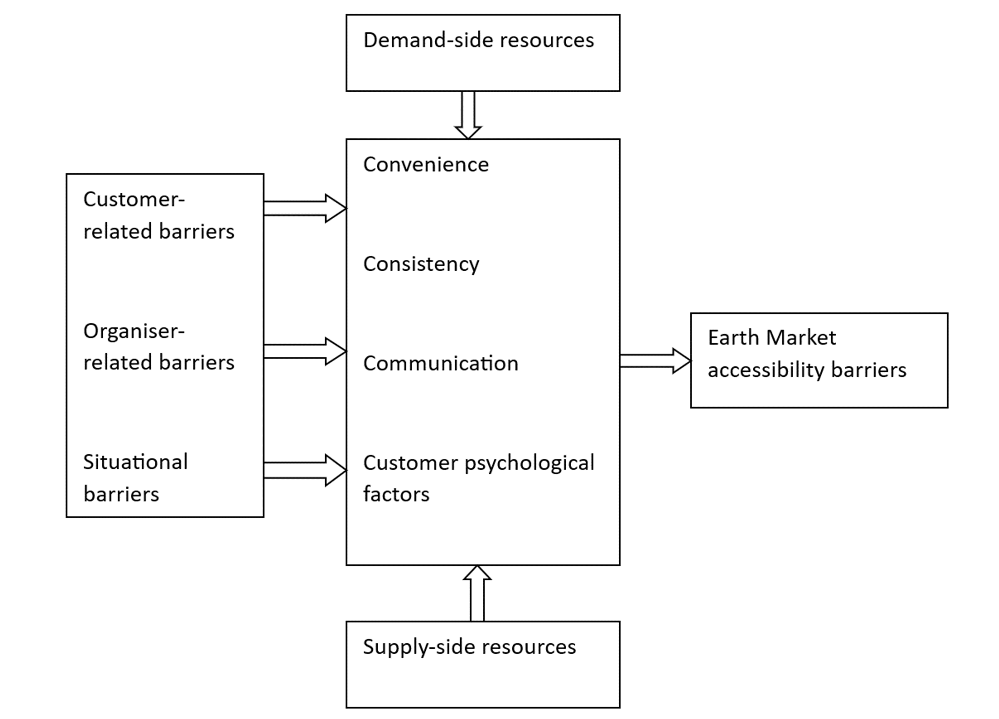 Demand-side resources
Customer-
related barriers
Organiser-
related barriers
Situational
barriers
Convenience
Consistency
Communication
Customer psychological
factors
Earth Market
accessibility barriers
Supply-side resources